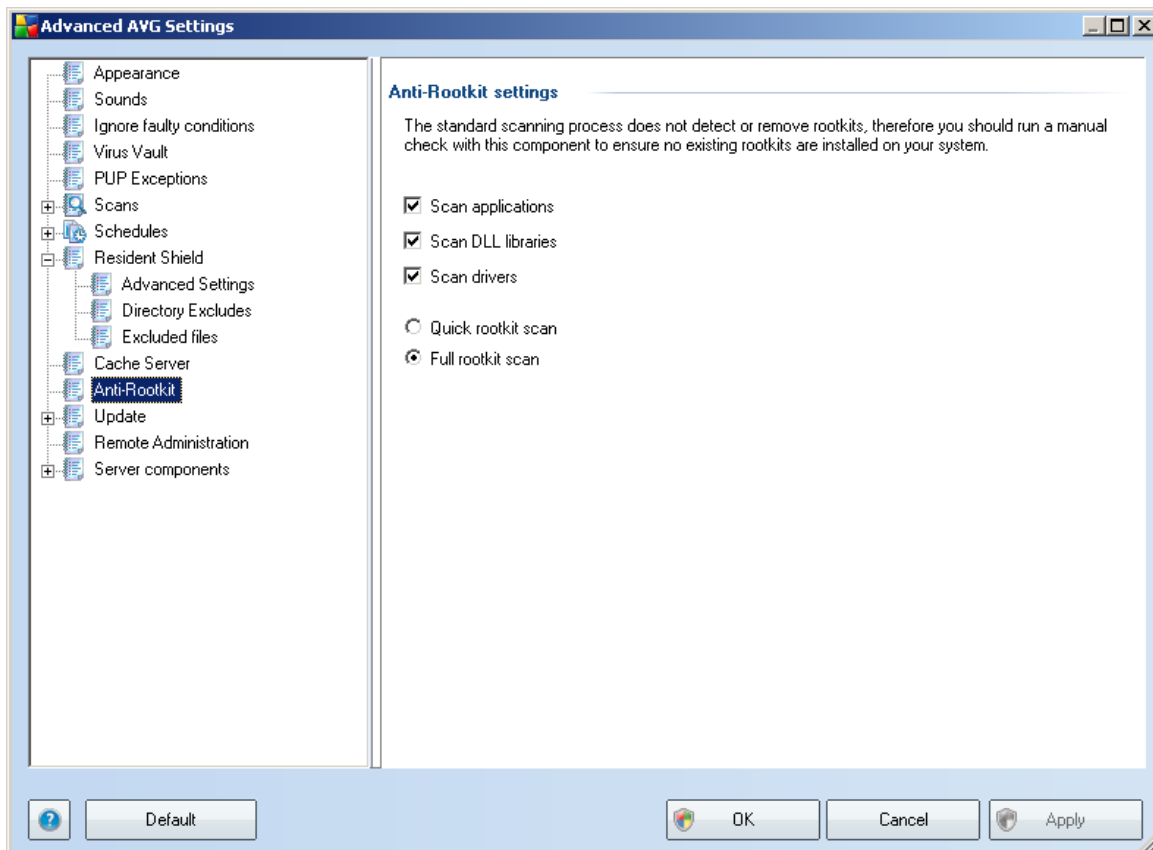 Advanced AVG Settings
Appearance
Sounds
Ignore faulty conditions
Virus Vault
PUP Exceptions
Scans
Schedules
Resident Shield
Advanced Settings
Directory Excludes
Excluded files
Cache Server
Anti-Rootkit
Update
Remote Administration
Server components
Anti-Rootkit settings
The standard scanning process does not detect or remove rootkits, therefore you should run a manual
check with this component to ensure no existing rootkits are installed on your system.
Scan applications
Scan DLL libraries
Scan drivers
Quick rootkit scan
Full rootkit scan
?
Default
OK
Cancel
Apply